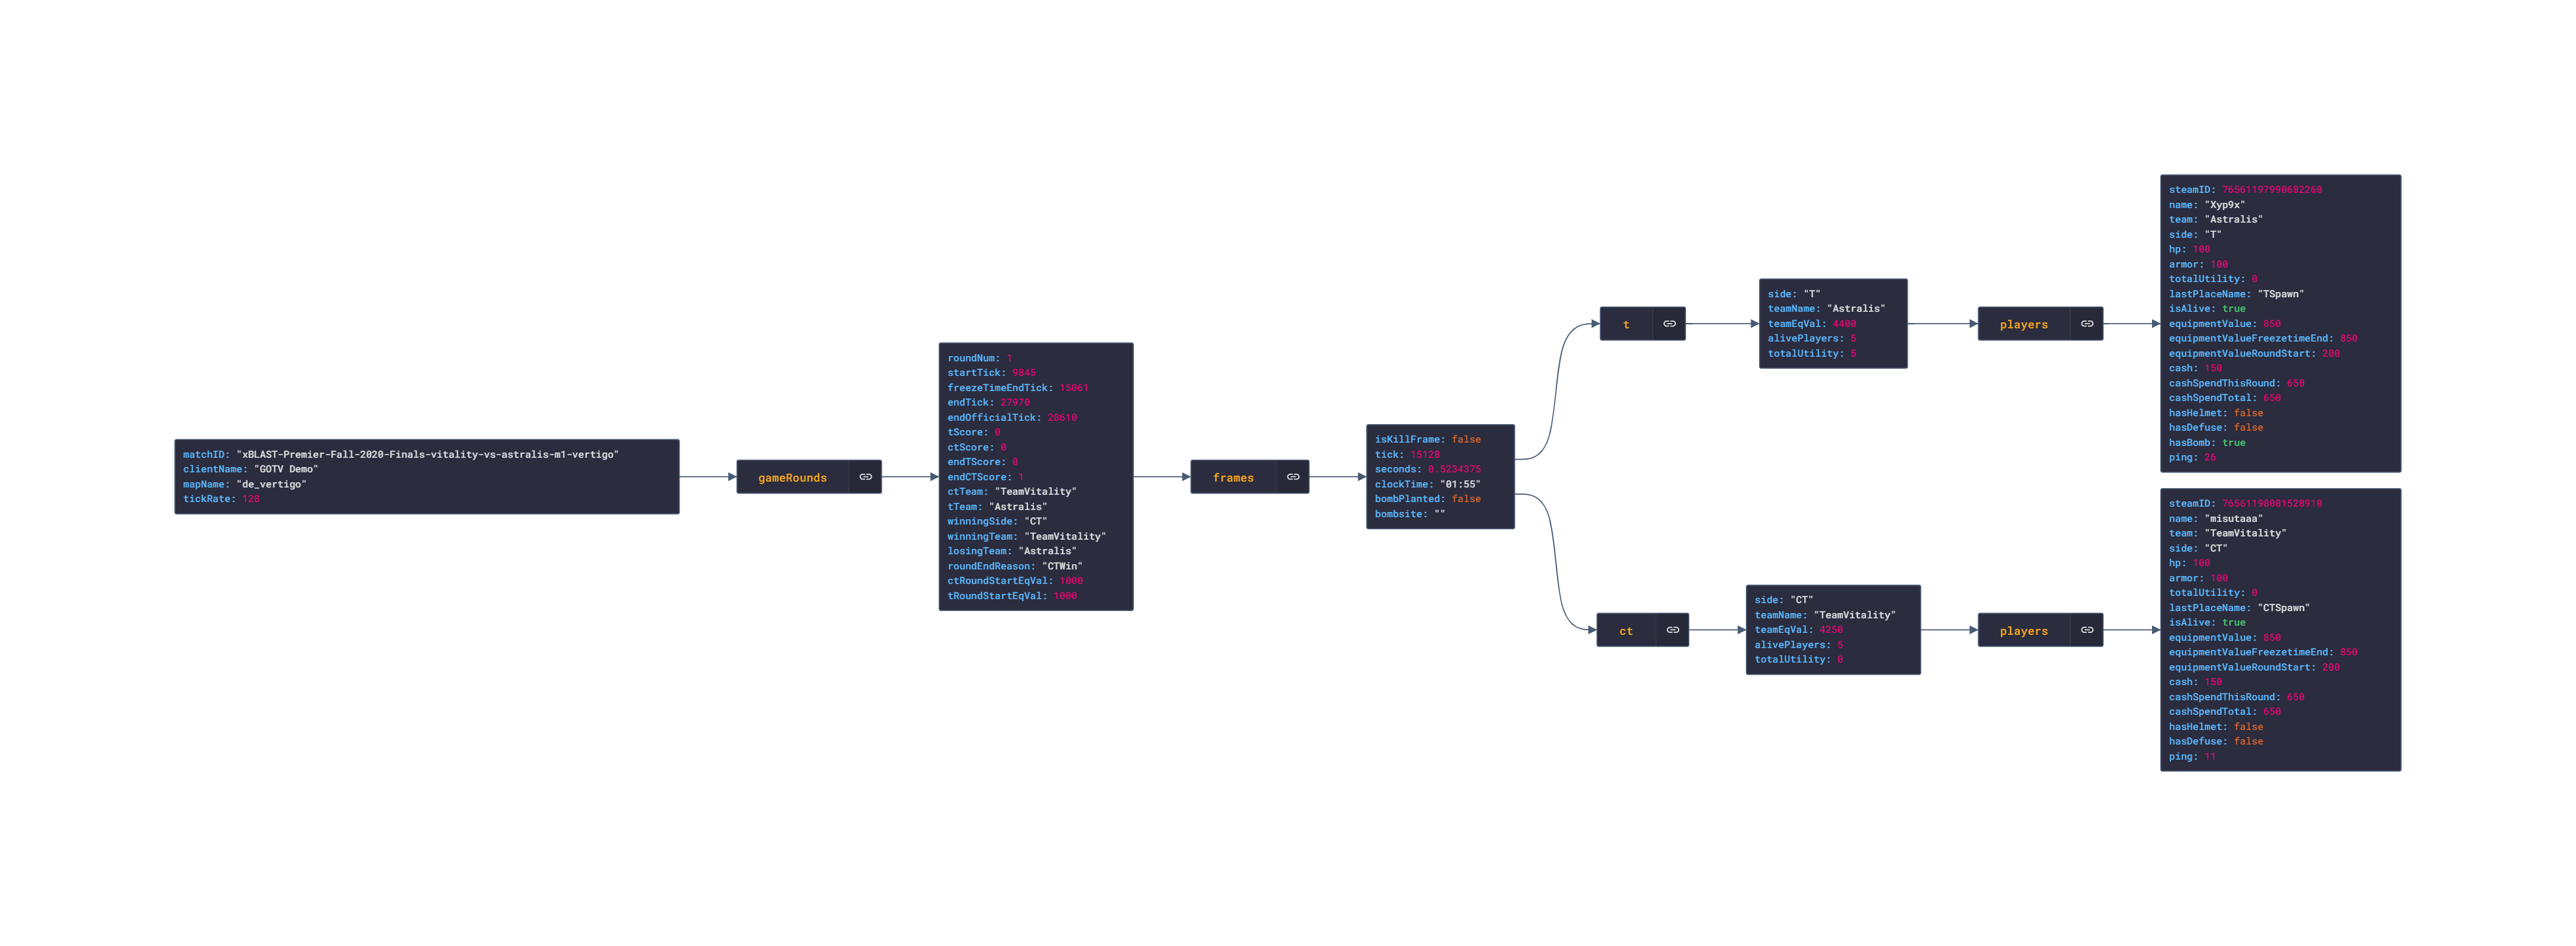 matchID: "xBLAST-Premier-Fall-2020-Finals-vitality-vs-astralis-m1-vertigo"
clientName: "GOTV Demo"
mapName: "de_vertigo"
tickRate: 128
gameRounds
roundNum: 1
startTick: 9845
freezeTimeEndTick: 15061
endTick: 27970
endOfficialTick: 28610
tScore: 0
ctScore: 0
endTScore: 0
endCTScore: 1
ctTeam: "TeamVitality"
tTeam: "Astralis"
winningSide: "CT"
winningTeam: "TeamVitality"
losingTeam: "Astralis"
roundEndReason: "CTWin"
ctRoundStartEqVal: 1000
tRoundStartEqVal: 1000
frames
isKillFrame: false
tick: 15128
seconds: 0.5234375
clockTime: "01:55"
bombPlanted: false
bombsite: ""
t
side: "T"
teamName: "Astralis"
teamEqVal: 4400
alivePlayers: 5
totalUtility: 5
players
steamID: 76561197990682260
name: "Xyp9x"
team: "Astralis"
side: "T"
hp: 100
armor: 100
totalUtility: 0
lastPlaceName: "TSpawn"
isAlive: true
equipmentValue: 850
equipmentValueFreezetimeEnd: 850
equipmentValueRoundStart: 200
cash: 150
cashSpendThisRound: 650
cashSpendTotal: 650
hasHelmet: false
hasDefuse: false
hasBomb: true
ping: 26
ct
side: "CT"
teamName: "TeamVitality"
teamEqVal: 4250
alivePlayers: 5
totalUtility: 0
players
steamID: 76561198081528910
name: "misutaaa"
team: "TeamVitality"
side: "CT"
hp: 100
armor: 100
totalUtility: 0
lastPlaceName: "CTSpawn"
isAlive: true
equipmentValue: 850
equipmentValueFreezetimeEnd: 850
equipmentValueRoundStart: 200
cash: 150
cashSpendThisRound: 650
cashSpendTotal: 650
hasHelmet: false
hasDefuse: false
ping: 11